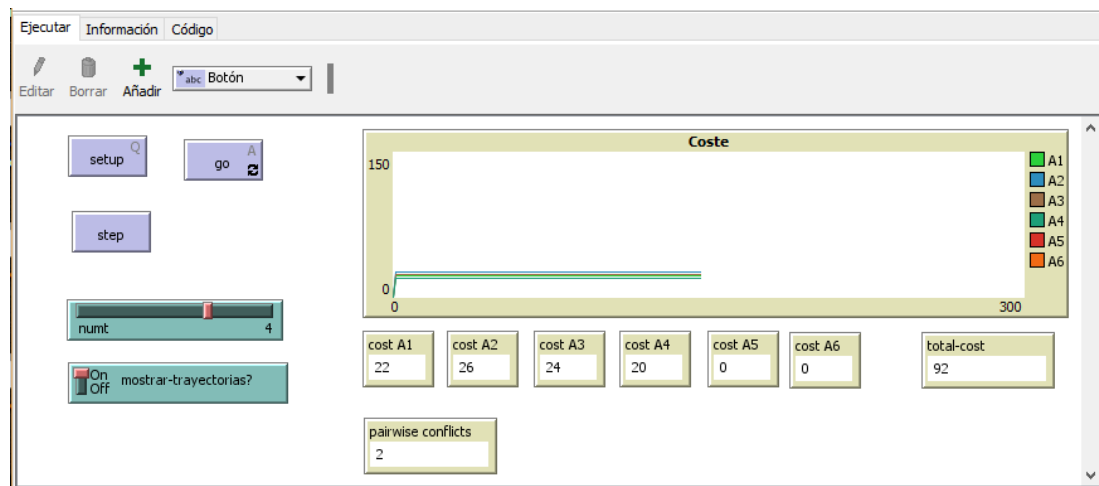 Ejecutar Información Código
Editar Borrar Añadir abc Botón
setup Q
go A
step
numt 4
On
Off mostrar-trayectorias?
Coste
150
0
0 300
A1
A2
A3
A4
A5
A6
cost A1 cost A2 cost A3 cost A4 cost A5 cost A6 total-cost
22 26 24 20 0 0 92
pairwise conflicts
2